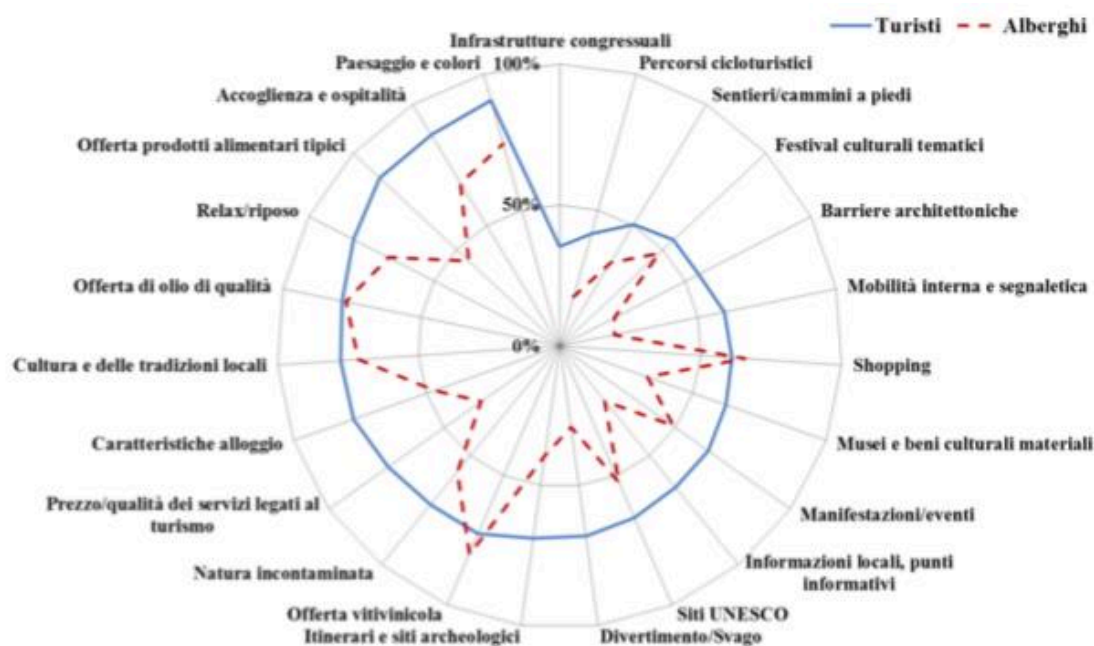 Turisti
Alberghi
Infrastrutture congressuali
Paesaggio e colori
100%
Percorsi cicloturistici
Accoglienza e ospitalità
Sentieri/cammini a piedi
Offerta prodotti alimentari tipici
Festival culturali tematici
Relax/riposo
50%
Barriere architettoniche
Offerta di olio di qualità
Mobilità interna e segnaletica
0%
Cultura e delle tradizioni locali
Shopping
Caratteristiche alloggio
Musei e beni culturali materiali
Prezzo/qualità dei servizi legati al
turismo
Manifestazioni/eventi
Natura incontaminata
Informazioni locali, punti
informativi
Offerta vitivinicola
Siti UNESCO
Itinerari e siti archeologici
Divertimento/Svago